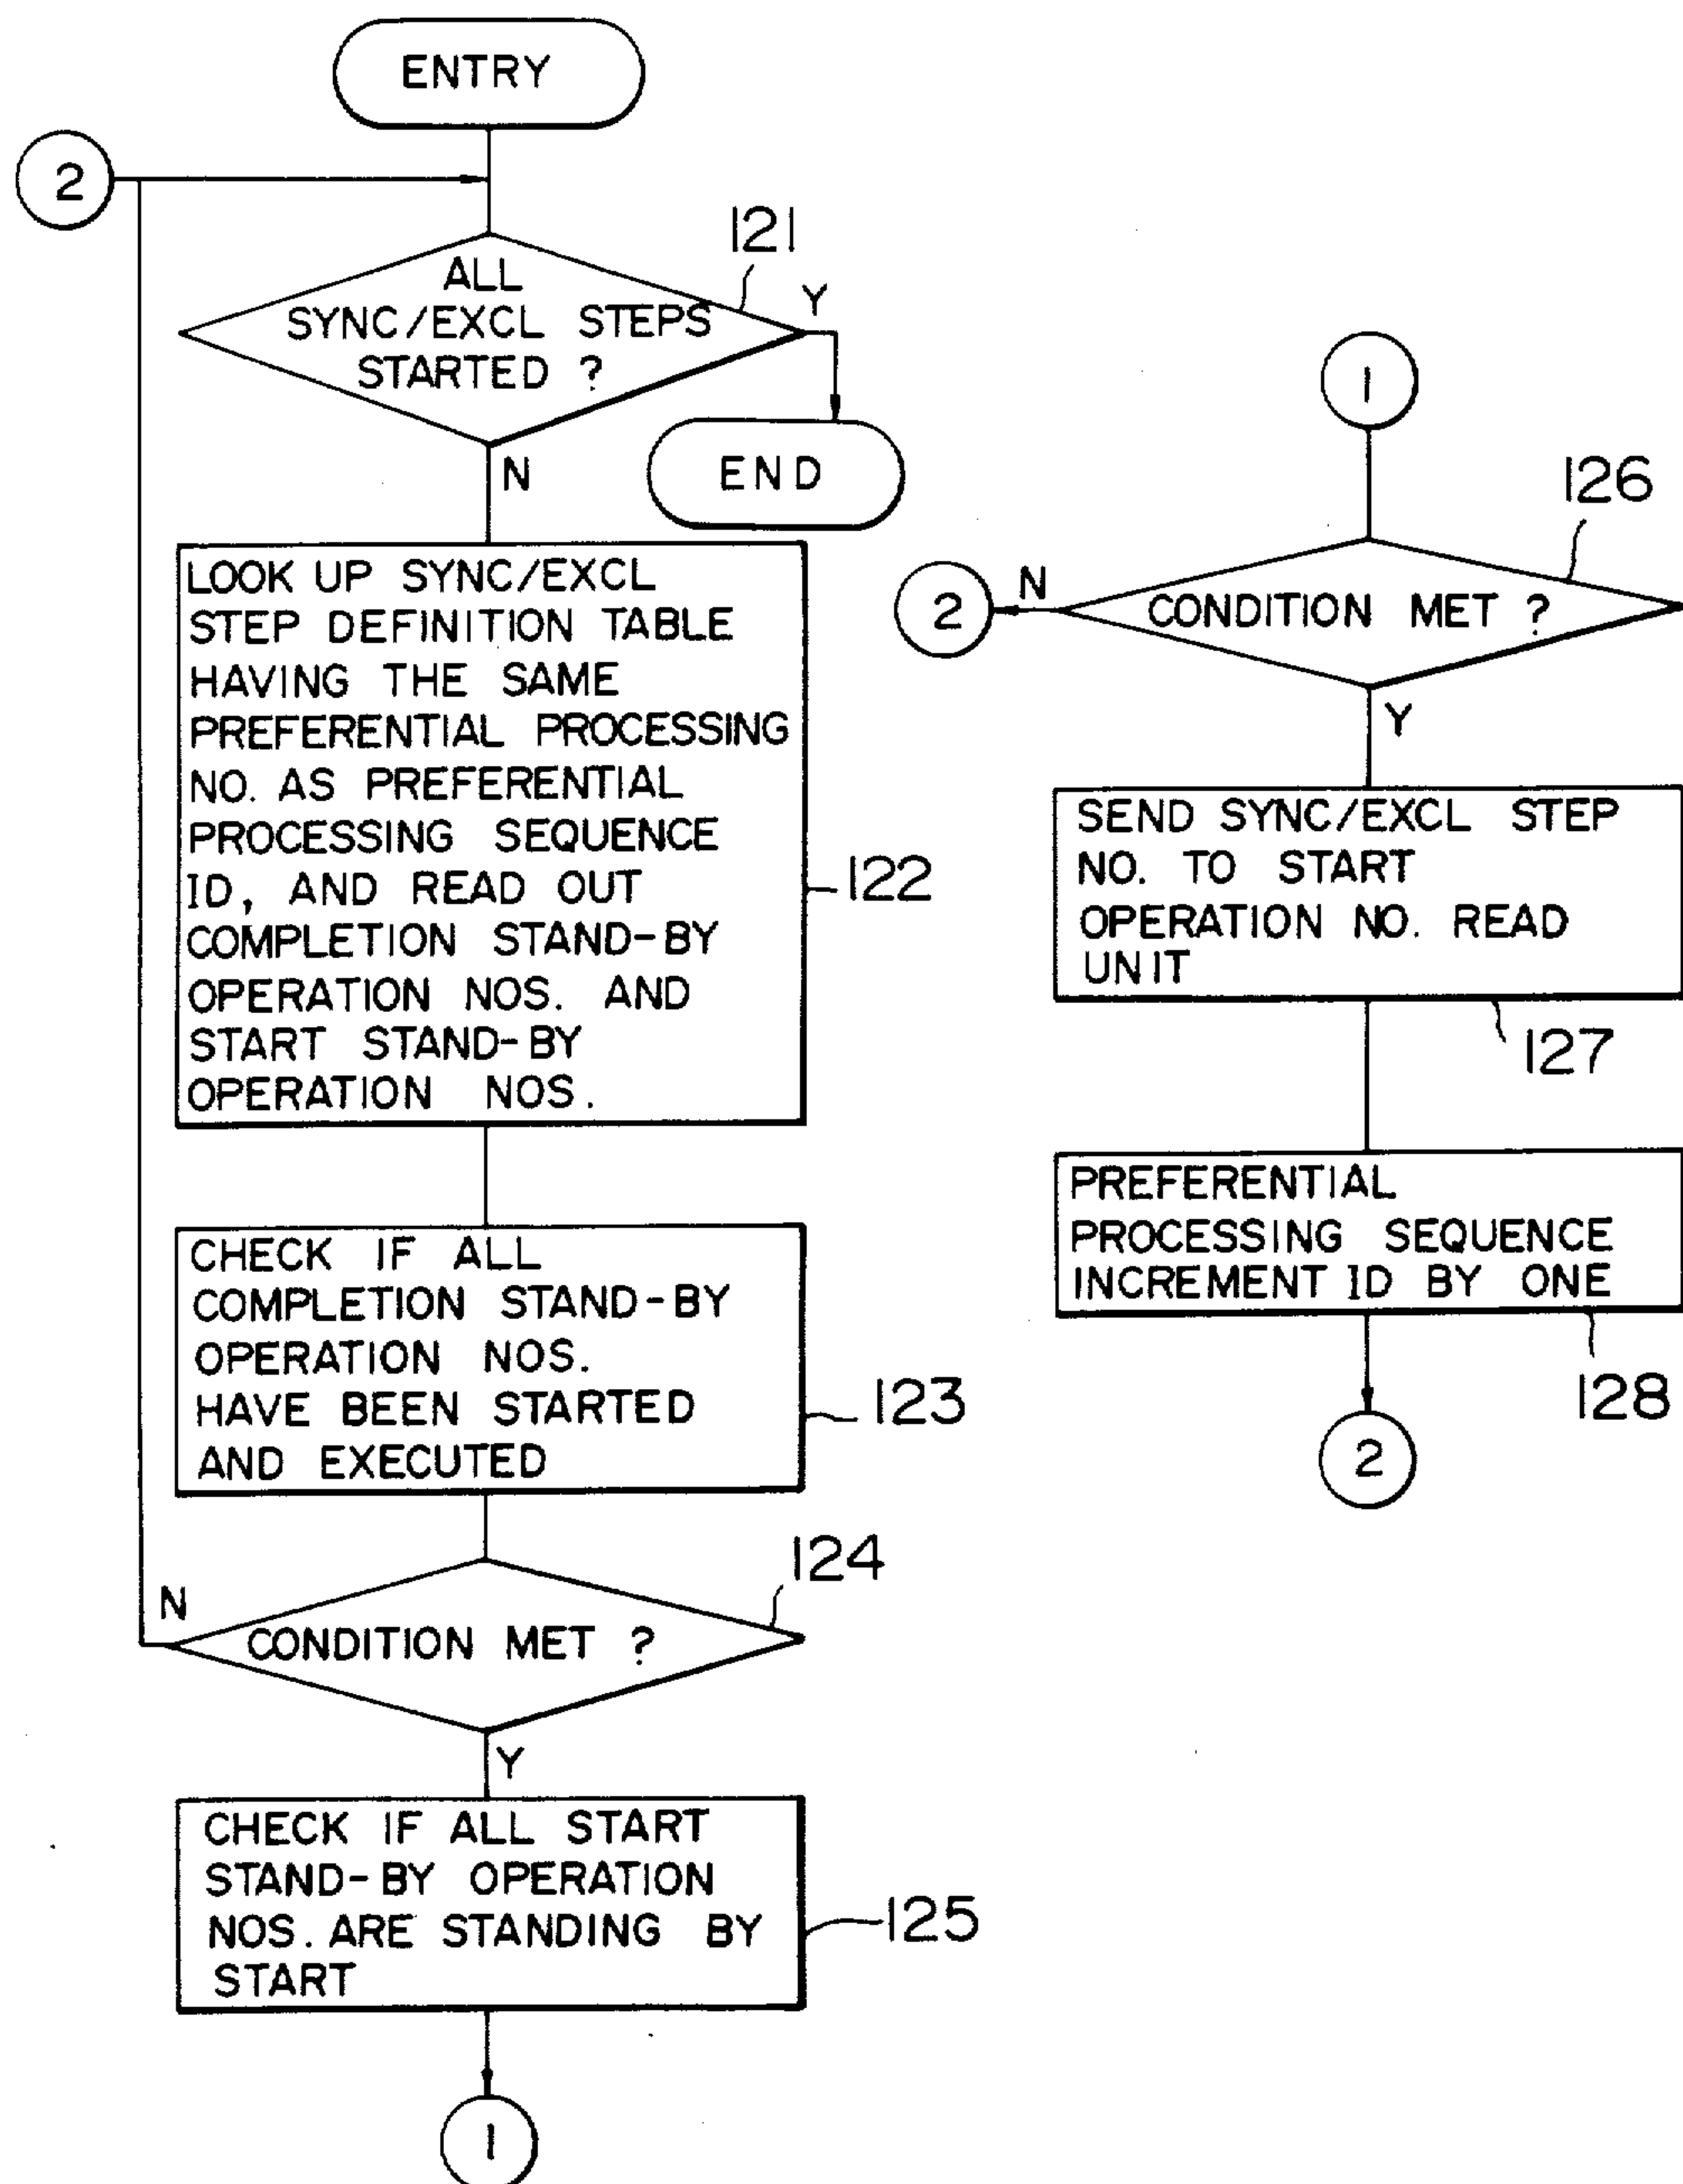 ENTRY
2
121
ALL
SYNC/EXCL STEPS
STARTED ?
Y
END
N
LOOK UP SYNC/EXCL
STEP DEFINITION TABLE
HAVING THE SAME
PREFERENTIAL PROCESSING
NO. AS PREFERENTIAL
PROCESSING SEQUENCE
ID, AND READ OUT
COMPLETION STAND-BY
OPERATION NOS. AND
START STAND-BY
OPERATION NOS.
122
CHECK IF ALL
COMPLETION STAND-BY
OPERATION NOS.
HAVE BEEN STARTED
AND EXECUTED
123
124
N
CONDITION MET ?
Y
CHECK IF ALL START
STAND-BY OPERATION
NOS. ARE STANDING BY
START
125
1
1
126
2
N
CONDITION MET ?
Y
SEND SYNC/EXCL STEP
NO. TO START
OPERATION NO. READ
UNIT
127
PREFERENTIAL
PROCESSING SEQUENCE
INCREMENT ID BY ONE
128
2